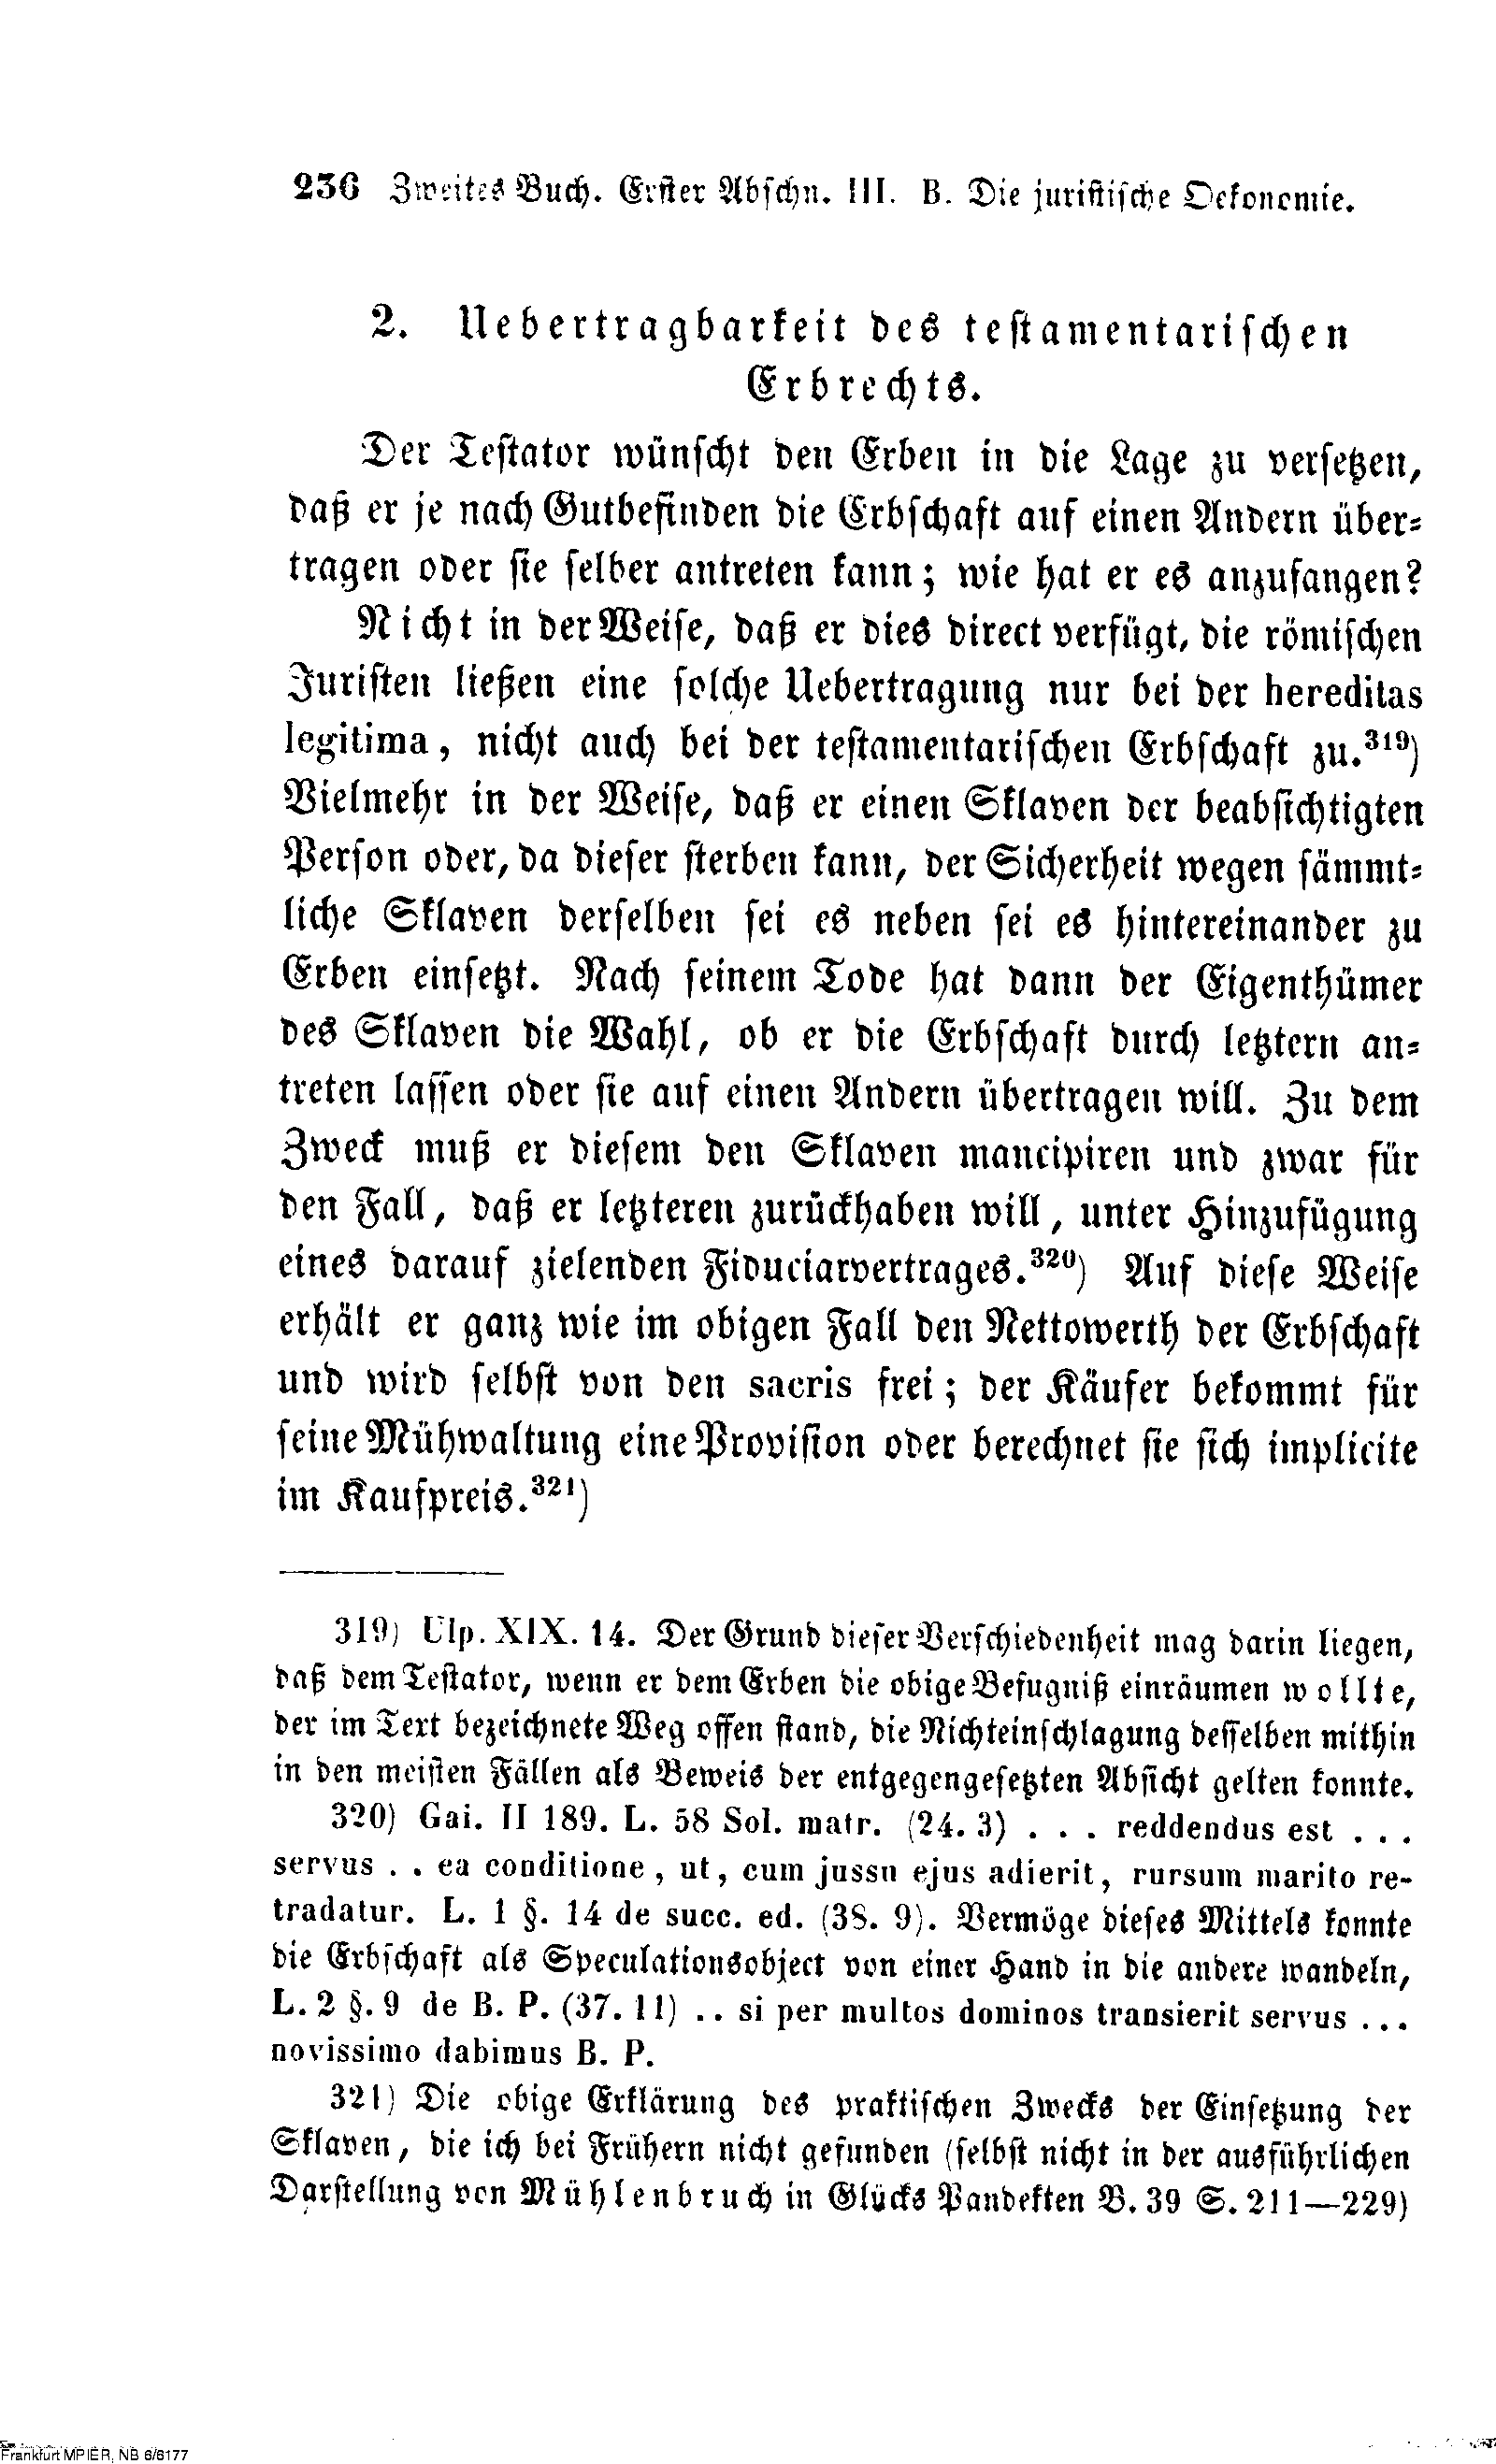 236 Zweites Buch. Erster Abschn. III. B. Die juristische Oekonomie.
2. Uebertragbarkeit des testamentarischen
Erbrechts.
Der Testator wünscht den Erben in die Lage zu versetzen,
daß er je nach Gutbefinden die Erbschaft auf einen Andern über-
tragen oder sie selber antreten kann; wie hat er es anzufangen?
Nicht in der Weise, daß er dies direct verfügt, die römischen
Juristen ließen eine solche Uebertragung nur bei der hereditas
legitima, nicht auch bei der testamentarischen Erbschaft zu.³¹⁹)
Vielmehr in der Weise, daß er einen Sklaven der beabsichtigten
Person oder, da dieser sterben kann, der Sicherheit wegen sämmt-
liche Sklaven derselben sei es neben sei es hintereinander zu
Erben einsetzt. Nach seinem Tode hat dann der Eigenthümer
des Sklaven die Wahl, ob er die Erbschaft durch letztern an-
treten lassen oder sie auf einen Andern übertragen will. Zu dem
Zweck muß er diesem den Sklaven mancipiren und zwar für
den Fall, daß er letzteren zurückhaben will, unter Hinzufügung
eines darauf zielenden Fiduciarvertrages.³²⁰) Auf diese Weise
erhält er ganz wie im obigen Fall den Nettowerth der Erbschaft
und wird selbst von den sacris frei; der Käufer bekommt für
seine Mühwaltung eine Provision oder berechnet sie sich implicite
im Kaufpreis.³²¹)
319) Ulp. XIX. 14. Der Grund dieser Verschiedenheit mag darin liegen,
daß dem Testator, wenn er dem Erben die obige Befugniß einräumen wollte,
der im Text bezeichnete Weg offen stand, die Nichteinschlagung desselben mithin
in den meisten Fällen als Beweis der entgegengesetzten Absicht gelten konnte.
320) Gai. II 189. L. 58 Sol. matr. (24. 3) . . . reddendus est . . .
servus . . ea conditione, ut, cum jussu ejus adierit, rursum marito re-
tradatur. L. 1 §. 14 de succ. ed. (38. 9). Vermöge dieses Mittels konnte
die Erbschaft als Speculationsobject von einer Hand in die andere wandeln,
L. 2 §. 9 de B. P. (37. 11) .. si per multos dominos transierit servus ...
novissimo dabimus B. P.
321) Die obige Erklärung des praktischen Zwecks der Einsetzung der
Sklaven, die ich bei Frühern nicht gefunden (selbst nicht in der ausführlichen
Darstellung von Mühlenbruch in Glücks Pandekten B. 39 S. 211—229)
Frankfurt MPIER, NB 6/6177